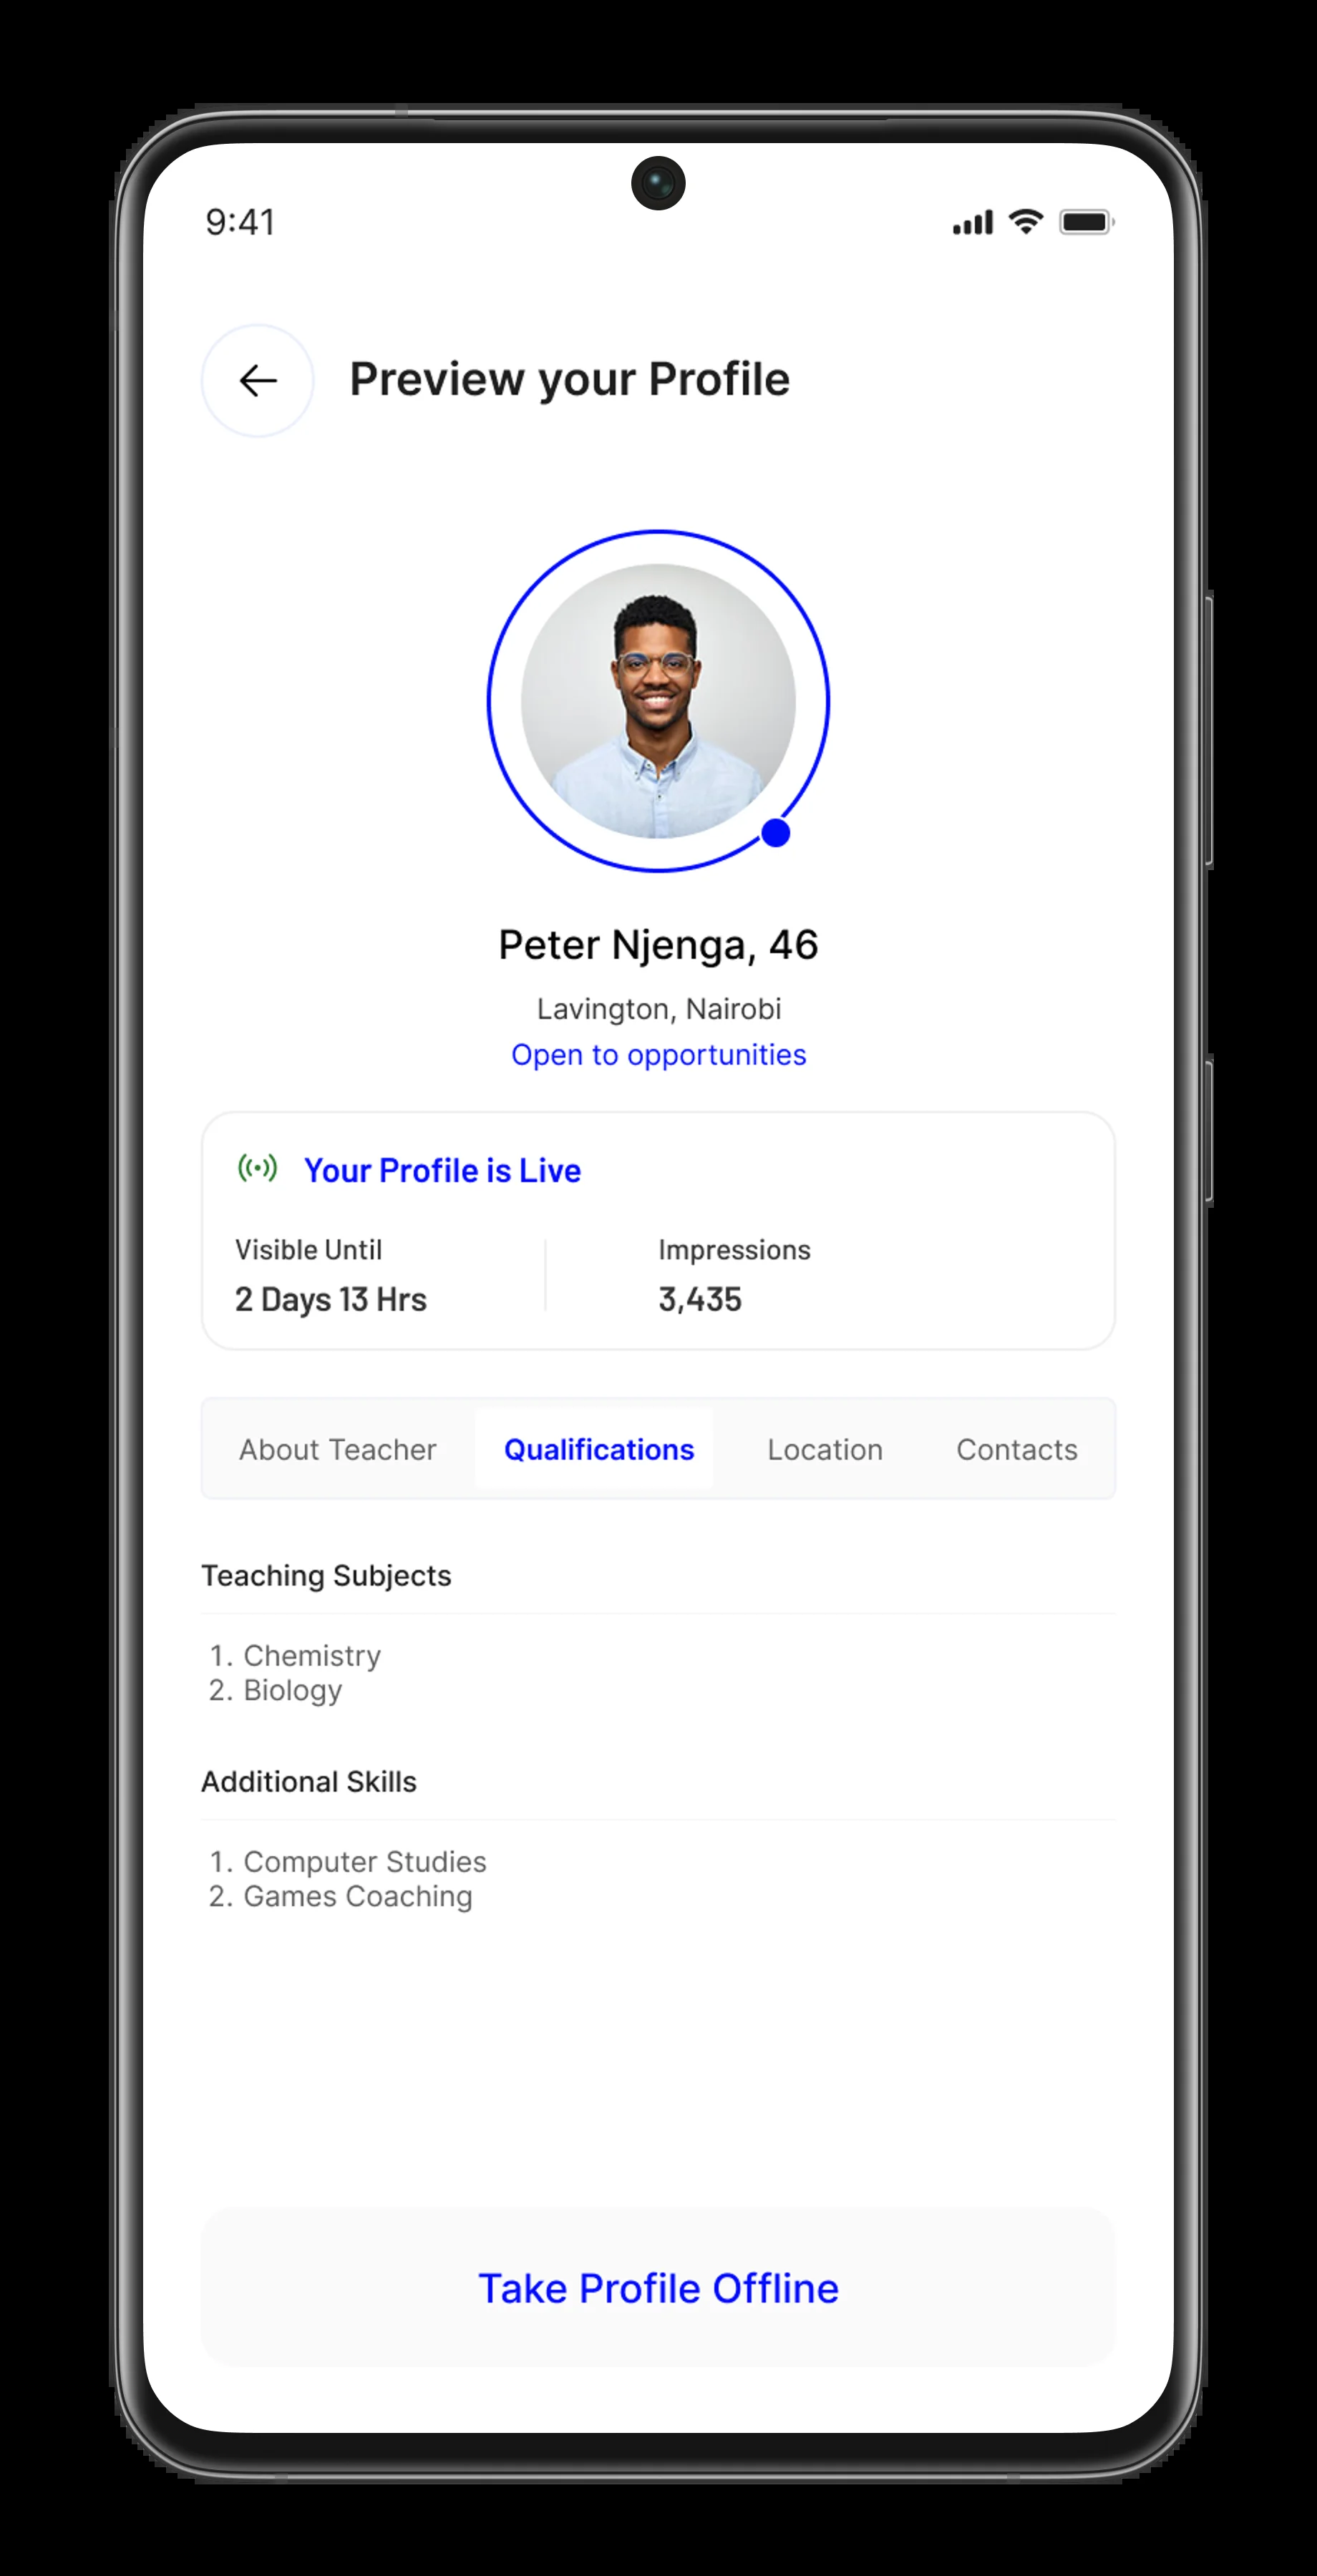 9:41
Preview your Profile
Peter Njenga, 46
Lavington, Nairobi
Open to opportunities
Your Profile is Live
Visible Until
Impressions
2 Days 13 Hrs
3,435
About Teacher Qualifications Location Contacts
Teaching Subjects
1. Chemistry
2. Biology
Additional Skills
1. Computer Studies
2. Games Coaching
Take Profile Offline